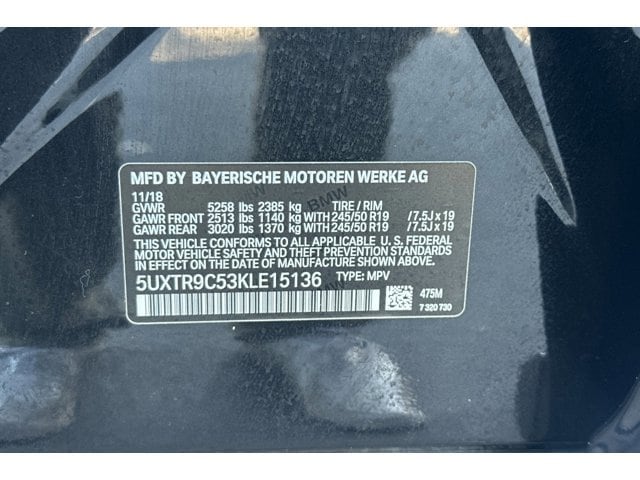 MFD BY BAYERISCHE MOTOREN WERKE AG
11/18
GVWR 5258 lbs 2385 kg TIRE / RIM
GAWR FRONT 2513 lbs 1140 kg WITH 245/50 R19 /7.5J x 19
GAWR REAR 3020 lbs 1370 kg WITH 245/50 R19 /7.5J x 19
THIS VEHICLE CONFORMS TO ALL APPLICABLE U. S. FEDERAL
MOTOR VEHICLE SAFETY, BUMPER, AND THEFT PREVENTION STANDARDS
IN EFFECT ON THE DATE OF MANUFACTURE SHOWN ABOVE.
5UXTR9C53KLE15136 TYPE: MPV
475M
7 320 730
BMW